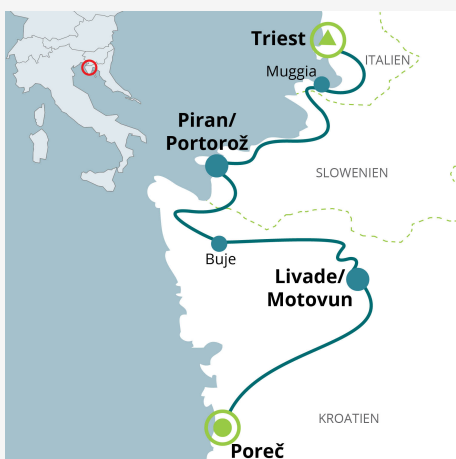 Triest
ITALIEN
Muggia
Piran/
Portorož
SLOWENIEN
Buje
Livade/
Motovun
KROATIEN
Poreč